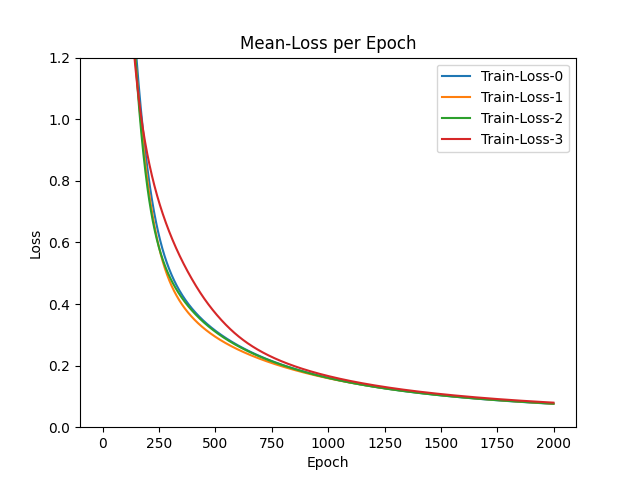 Mean-Loss per Epoch
1.2
1.0
0.8
0.6
0.4
0.2
0.0
Loss
Train-Loss-0
Train-Loss-1
Train-Loss-2
Train-Loss-3
0 250 500 750 1000 1250 1500 1750 2000
Epoch